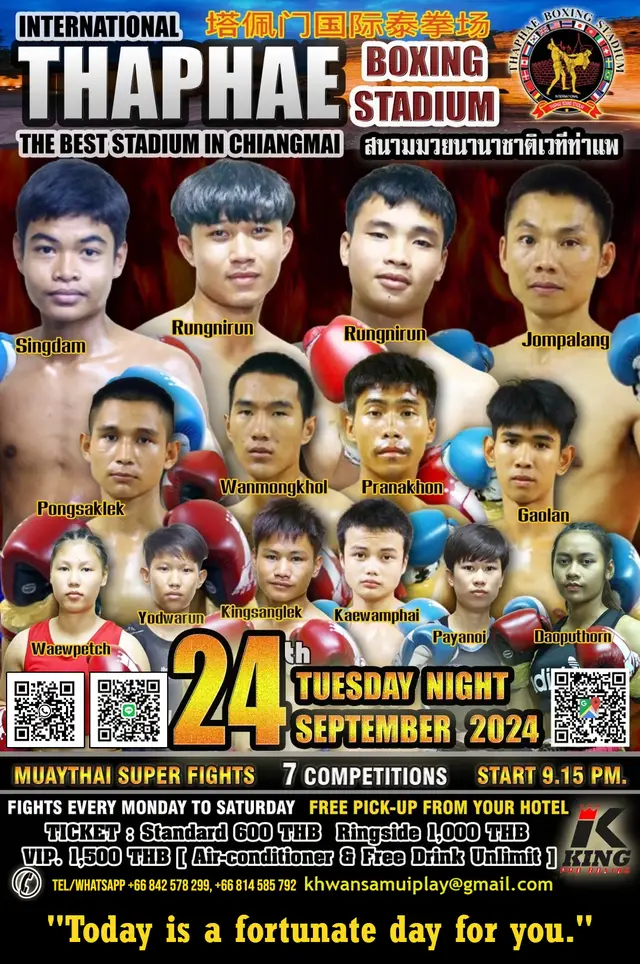 INTERNATIONAL
塔佩门国际泰拳场
THAPHAE
BOXING
STADIUM
THAPHAE BOXING STADIUM
INTERNATIONAL
THE BEST STADIUM IN CHIANGMAI
สนามมวยนานาชาติเวทีท่าแพ
Singdam
Rungnirun
Rungnirun
Jompalang
Pongsaklek
Wanmongkhol
Pranakhon
Gaolan
Waewpetch
Yodwarun
Kingsanglek
Kaewamphai
Payanoi
Daoputhorn
adidas
24th
TUESDAY NIGHT
SEPTEMBER 2024
MUAYTHAI SUPER FIGHTS 7 COMPETITIONS START 9.15 PM.
FIGHTS EVERY MONDAY TO SATURDAY FREE PICK-UP FROM YOUR HOTEL
TICKET : Standard 600 THB Ringside 1,000 THB
VIP. 1,500 THB [ Air-conditioner & Free Drink Unlimit ]
K
KING
TEL/WHATSAPP +66 842 578 299, +66 814 585 792 khwansamuiplay@gmail.com
"Today is a fortunate day for you."